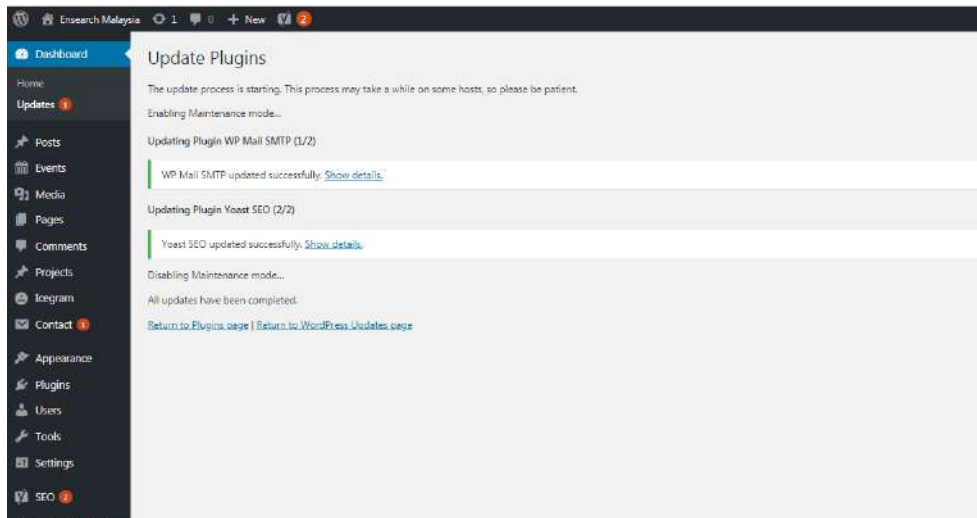 Ensearch Malaysia 1 0 + New 2
Dashboard
Home
Updates 1
Posts
Events
Media
Pages
Comments
Projects
Icegram
Contact 1
Appearance
Plugins
Users
Tools
Settings
SEO 2
Update Plugins
The update process is starting. This process may take a while on some hosts, so please be patient.
Enabling Maintenance mode...
Updating Plugin WP Mail SMTP (1/2)
WP Mail SMTP updated successfully. Show details.
Updating Plugin Yoast SEO (2/2)
Yoast SEO updated successfully. Show details.
Disabling Maintenance mode...
All updates have been completed.
Return to Plugins page | Return to WordPress Updates page